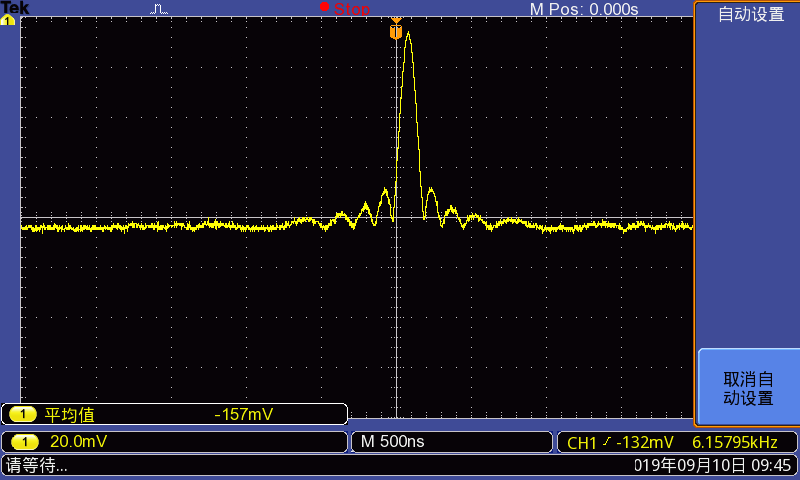 Tek
Stop
M Pos: 0.000s
自动设置
1
T
取消自
动设置
1 平均值 -157mV
1 20.0mV
M 500ns
CH1 -132mV 6.15795kHz
请等待...
019年09月10日 09:45